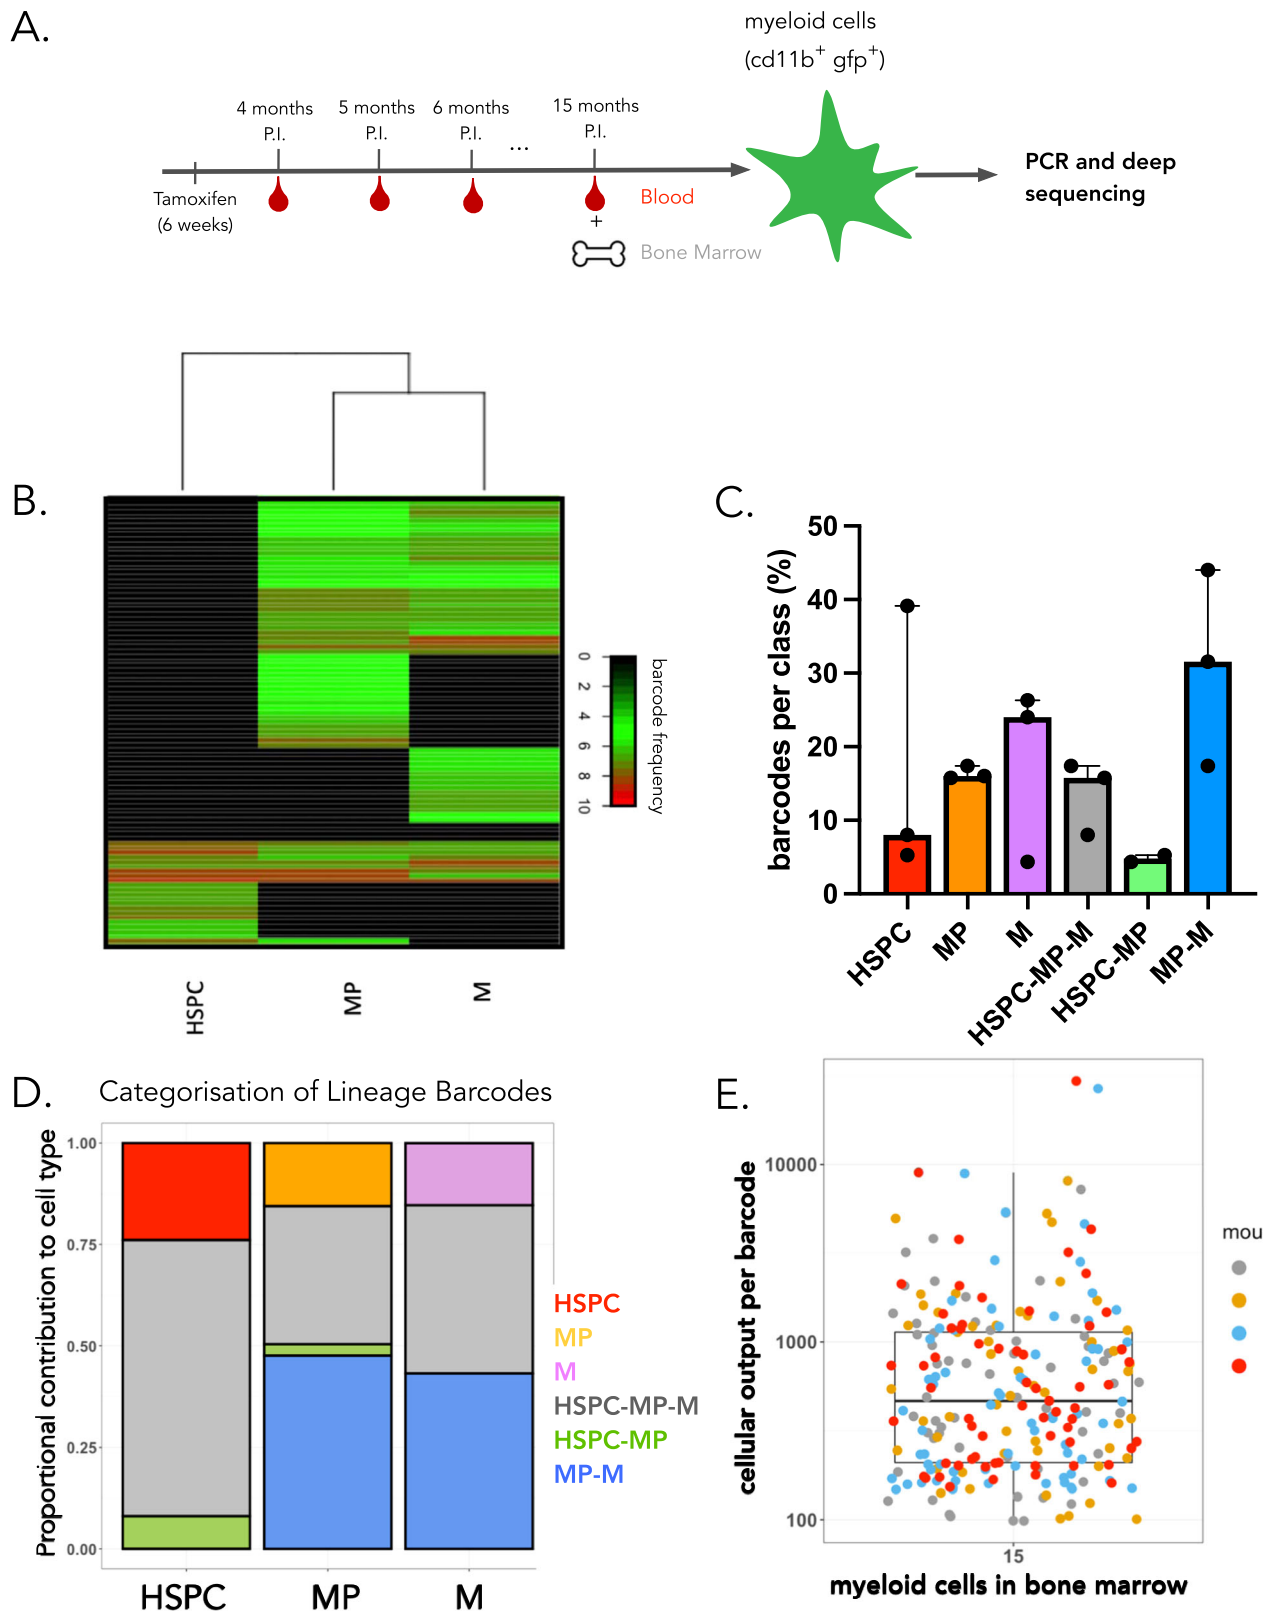 A.
myeloid cells
(cd11b+ gfp+)
4 months
P.I.
5 months
P.I.
6 months
P.I.
...
15 months
P.I.
Tamoxifen
(6 weeks)
Blood
+
Bone Marrow
PCR and deep
sequencing
B.
0
2
4
6
8
10
barcode frequency
HSPC
MP
M
C.
barcodes per class (%)
50
40
30
20
10
0
HSPC
MP
M
HSPC-MP-M
HSPC-MP
MP-M
D.
Categorisation of Lineage Barcodes
Proportional contribution to cell type
1.00
0.75
0.50
0.25
0.00
HSPC
MP
M
HSPC
MP
M
HSPC-MP-M
HSPC-MP
MP-M
E.
cellular output per barcode
10000
1000
100
15
myeloid cells in bone marrow
mou